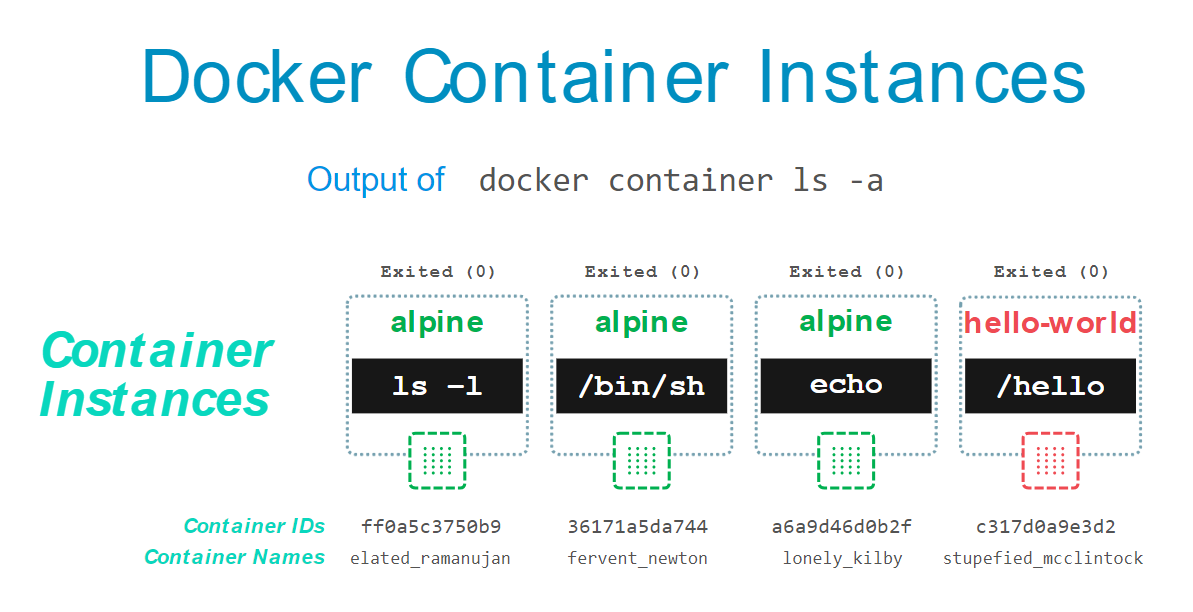 Docker Container Instances
Output of docker container ls -a
Exited (0) Exited (0) Exited (0) Exited (0)
alpine alpine alpine hello-world
Container
Instances
ls –l /bin/sh echo /hello
Container IDs ff0a5c3750b9 36171a5da744 a6a9d46d0b2f c317d0a9e3d2
Container Names elated_ramanujan fervent_newton lonely_kilby stupefied_mcclintock